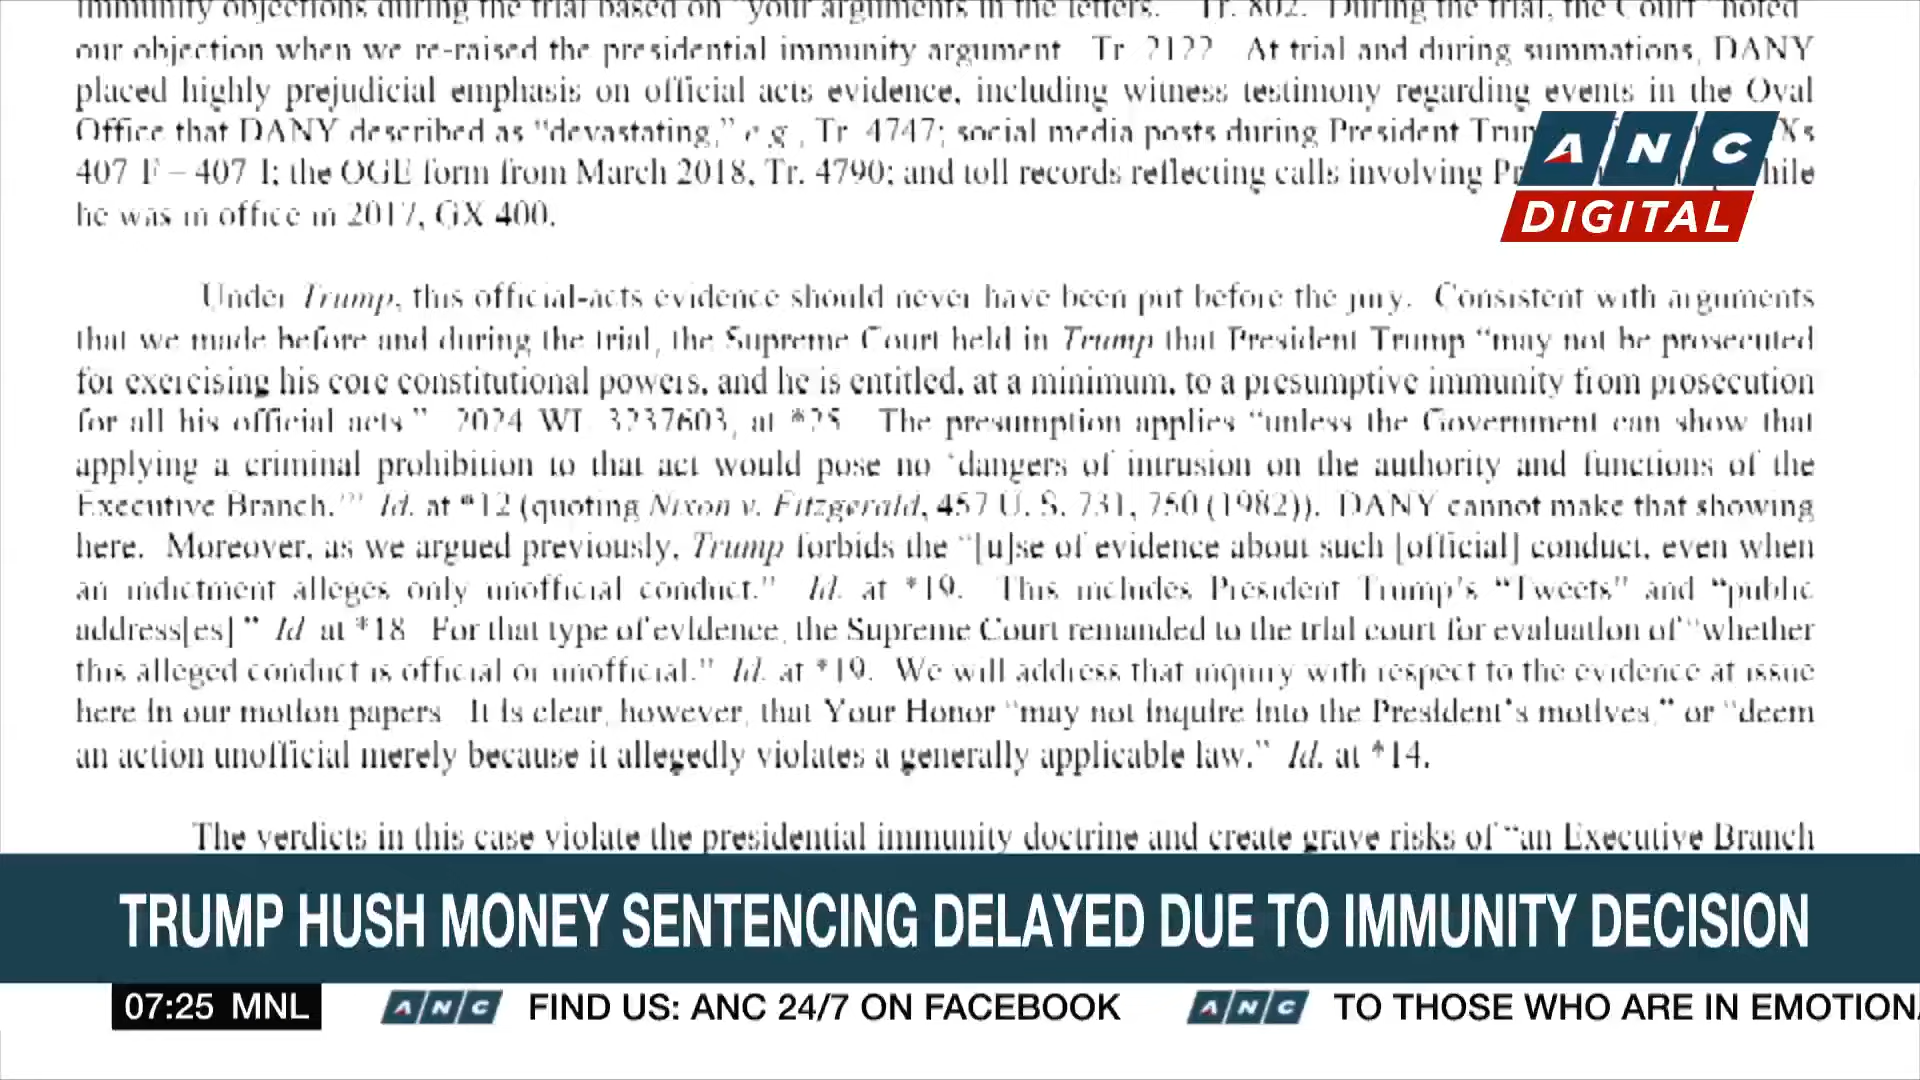 immunity objections during the trial based on "your arguments in the letters." Tr. 802. During the trial, the Court "noted"
our objection when we re-raised the presidential immunity argument Tr 2122 At trial and during summations, DANY
placed highly prejudicial emphasis on official acts evidence, including witness testimony regarding events in the Oval
Office that DANY described as "devastating," e g , Tr 4747; social media posts during President
407 F – 407 I; the OGE form from March 2018, Tr. 4790; and toll records reflecting calls involving
he was in office in 2017, GX 400.
ANC
DIGITAL
Under Trump, this official-acts evidence should never have been put before the jury. Consistent with arguments
that we made before and during the trial, the Supreme Court held in Trump that President Trump "may not be prosecuted
for exercising his core constitutional powers, and he is entitled, at a minimum, to a presumptive immunity from prosecution
for all his official acts " 2024 WL 3237603, at *25 The presumption applies "unless the Government can show that
applying a criminal prohibition to that act would pose no 'dangers of intrusion on the authority and functions of the
Executive Branch.'" Id. at *12 (quoting Nixon v. Fitzgerald, 457 U. S. 731, 750 (1982)). DANY cannot make that showing
here. Moreover, as we argued previously, Trump forbids the "[u]se of evidence about such [official] conduct, even when
an indictment alleges only unofficial conduct." Id. at *19. This includes President Trump's "Tweets" and "public
address[es] " Id at *18 For that type of evidence, the Supreme Court remanded to the trial court for evaluation of "whether
this alleged conduct is official or unofficial." Id. at *19. We will address that inquiry with respect to the evidence at issue
here in our motion papers It is clear, however, that Your Honor "may not inquire into the President's motives," or "deem
an action unofficial merely because it allegedly violates a generally applicable law." Id. at *14.
The verdicts in this case violate the presidential immunity doctrine and create grave risks of "an Executive Branch
TRUMP HUSH MONEY SENTENCING DELAYED DUE TO IMMUNITY DECISION
07:25 MNL ANC FIND US: ANC 24/7 ON FACEBOOK ANC TO THOSE WHO ARE IN